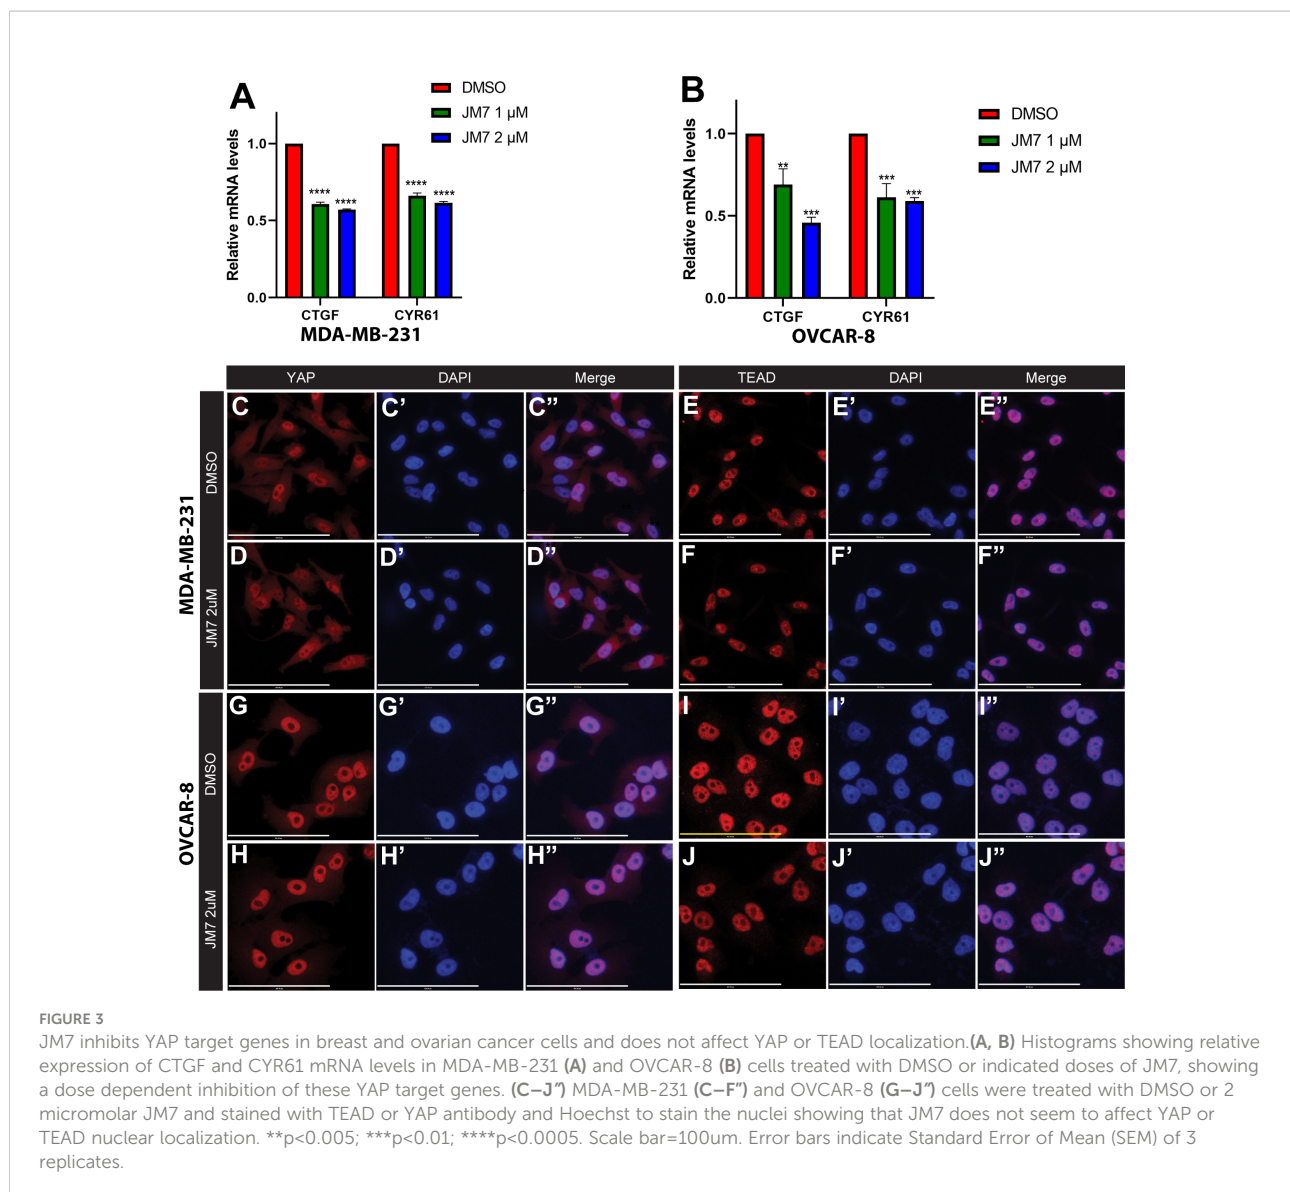 A
DMSO
JM7 1 µM
JM7 2 µM
Relative mRNA levels
1.0
0.5
0.0
**** ****
**** ****
CTGF CYR61
MDA-MB-231
B
DMSO
JM7 1 µM
JM7 2 µM
Relative mRNA levels
1.0
0.5
0.0
** ***
*** ***
CTGF CYR61
OVCAR-8
YAP DAPI Merge TEAD DAPI Merge
MDA-MB-231
DMSO
C C’ C” E E’ E”
JM7 2uM
D D’ D” F F’ F”
OVCAR-8
DMSO
G G’ G” I I’ I”
JM7 2uM
H H’ H” J J’ J”
FIGURE 3
JM7 inhibits YAP target genes in breast and ovarian cancer cells and does not affect YAP or TEAD localization.(A, B) Histograms showing relative
expression of CTGF and CYR61 mRNA levels in MDA-MB-231 (A) and OVCAR-8 (B) cells treated with DMSO or indicated doses of JM7, showing
a dose dependent inhibition of these YAP target genes. (C–J”) MDA-MB-231 (C–F”) and OVCAR-8 (G–J”) cells were treated with DMSO or 2
micromolar JM7 and stained with TEAD or YAP antibody and Hoechst to stain the nuclei showing that JM7 does not seem to affect YAP or
TEAD nuclear localization. **p<0.005; ***p<0.01; ****p<0.0005. Scale bar=100um. Error bars indicate Standard Error of Mean (SEM) of 3
replicates.